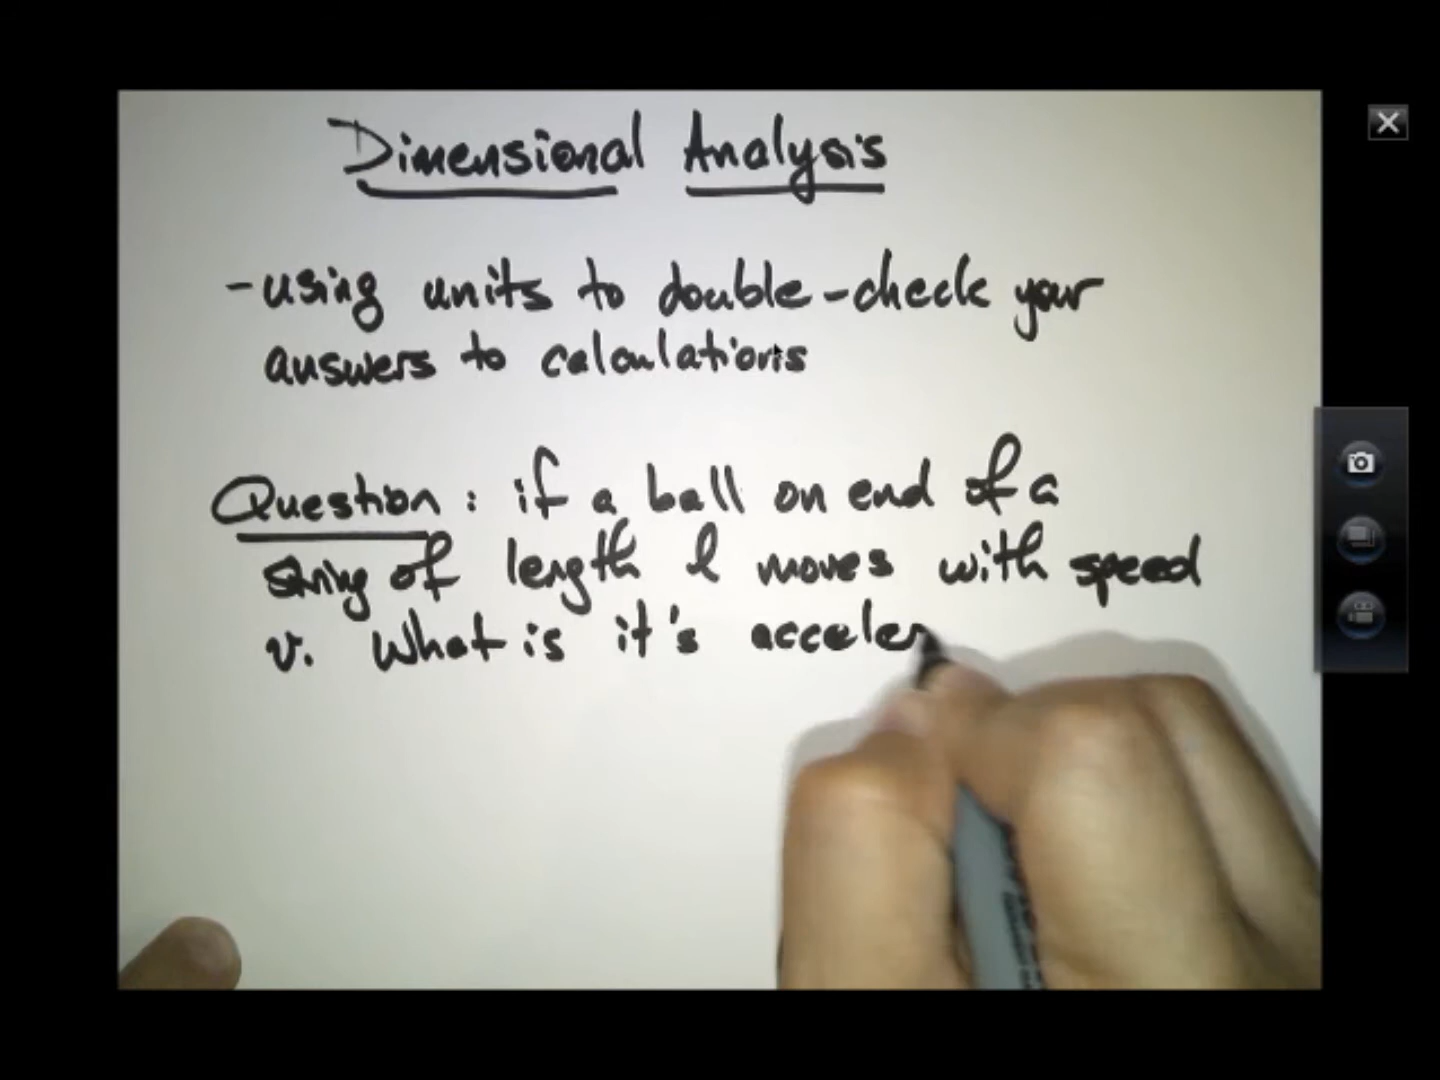 Dimensional Analysis
- using units to double-check your
answers to calculations
Question: if a ball on end of a
string of length l moves with speed
v. What is it's acceler